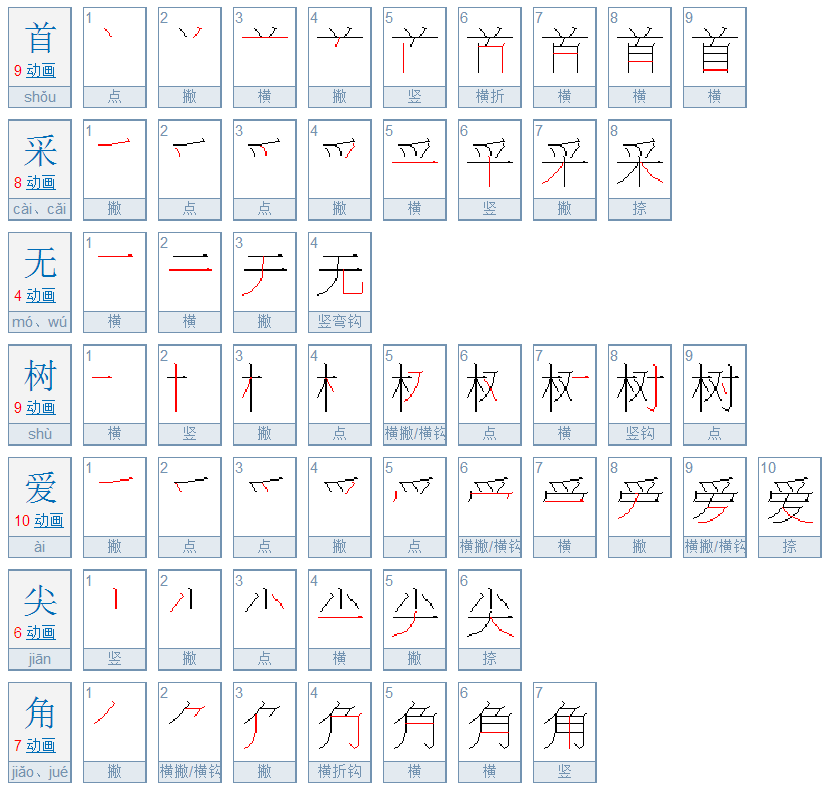 首 1 2 3 4 5 6 7 8 9
9 动画
shǒu 点 撇 横 撇 竖 横折 横 横 横
采 1 2 3 4 5 6 7 8
8 动画
cài、cǎi 撇 点 点 撇 横 竖 撇 捺
无 1 2 3 4
4 动画
mó、wú 横 横 撇 竖弯钩
树 1 2 3 4 5 6 7 8 9
9 动画
shù 横 竖 撇 点 横撇/横钩 点 横 竖钩 点
爱 1 2 3 4 5 6 7 8 9 10
10 动画
ài 撇 点 点 撇 点 横撇/横钩 横 撇 横撇/横钩 捺
尖 1 2 3 4 5 6
6 动画
jiān 竖 撇 点 横 撇 捺
角 1 2 3 4 5 6 7
7 动画
jiǎo、jué 撇 横撇/横钩 撇 横折钩 横 横 竖